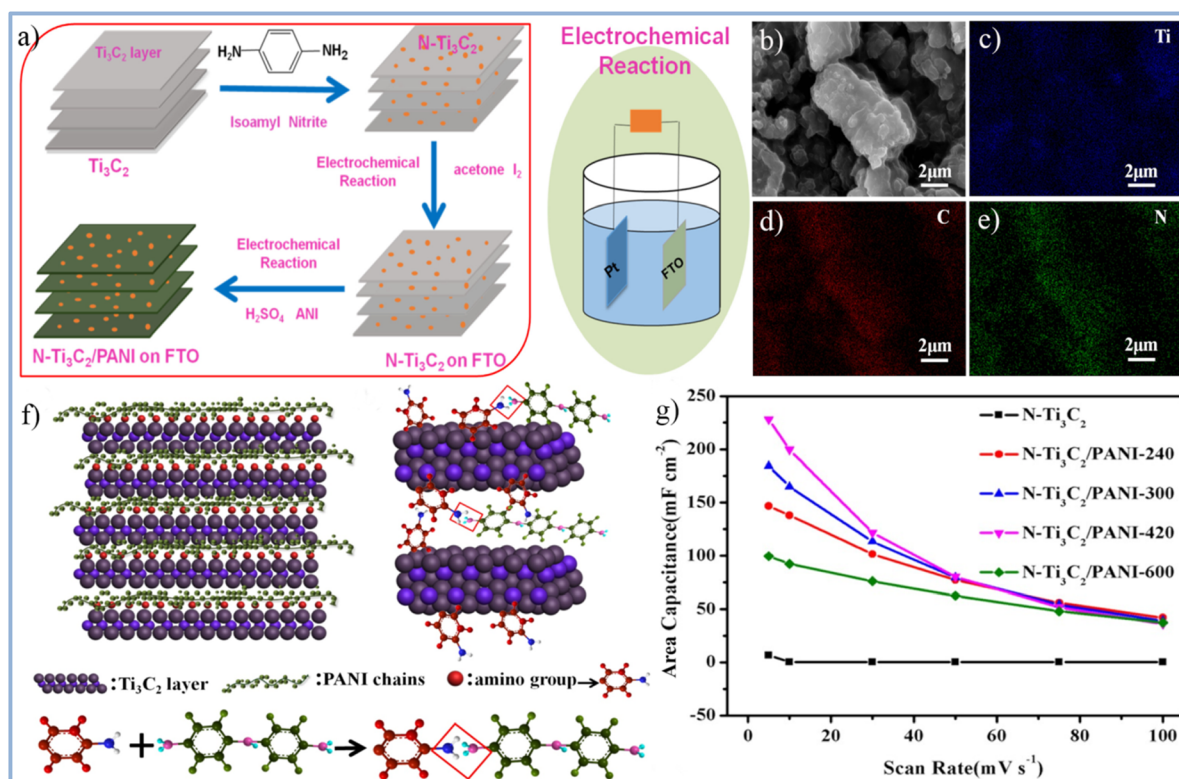 a)
Ti₃C₂ layer
H₂N
NH₂
N-Ti₃C₂
Isoamyl Nitrite
Ti₃C₂
Electrochemical
Reaction
acetone I₂
Electrochemical
Reaction
H₂SO₄ ANI
N-Ti₃C₂/PANI on FTO
N-Ti₃C₂ on FTO
Electrochemical
Reaction
Pt
FTO
b)
2μm
c)
Ti
2μm
d)
C
2μm
e)
N
2μm
f)
:Ti₃C₂ layer
:PANI chains
:amino group
+
g)
Area Capacitance(mF cm⁻²)
250
200
150
100
50
0
-50
0 20 40 60 80 100
Scan Rate(mV s⁻¹)
N-Ti₃C₂
N-Ti₃C₂/PANI-240
N-Ti₃C₂/PANI-300
N-Ti₃C₂/PANI-420
N-Ti₃C₂/PANI-600